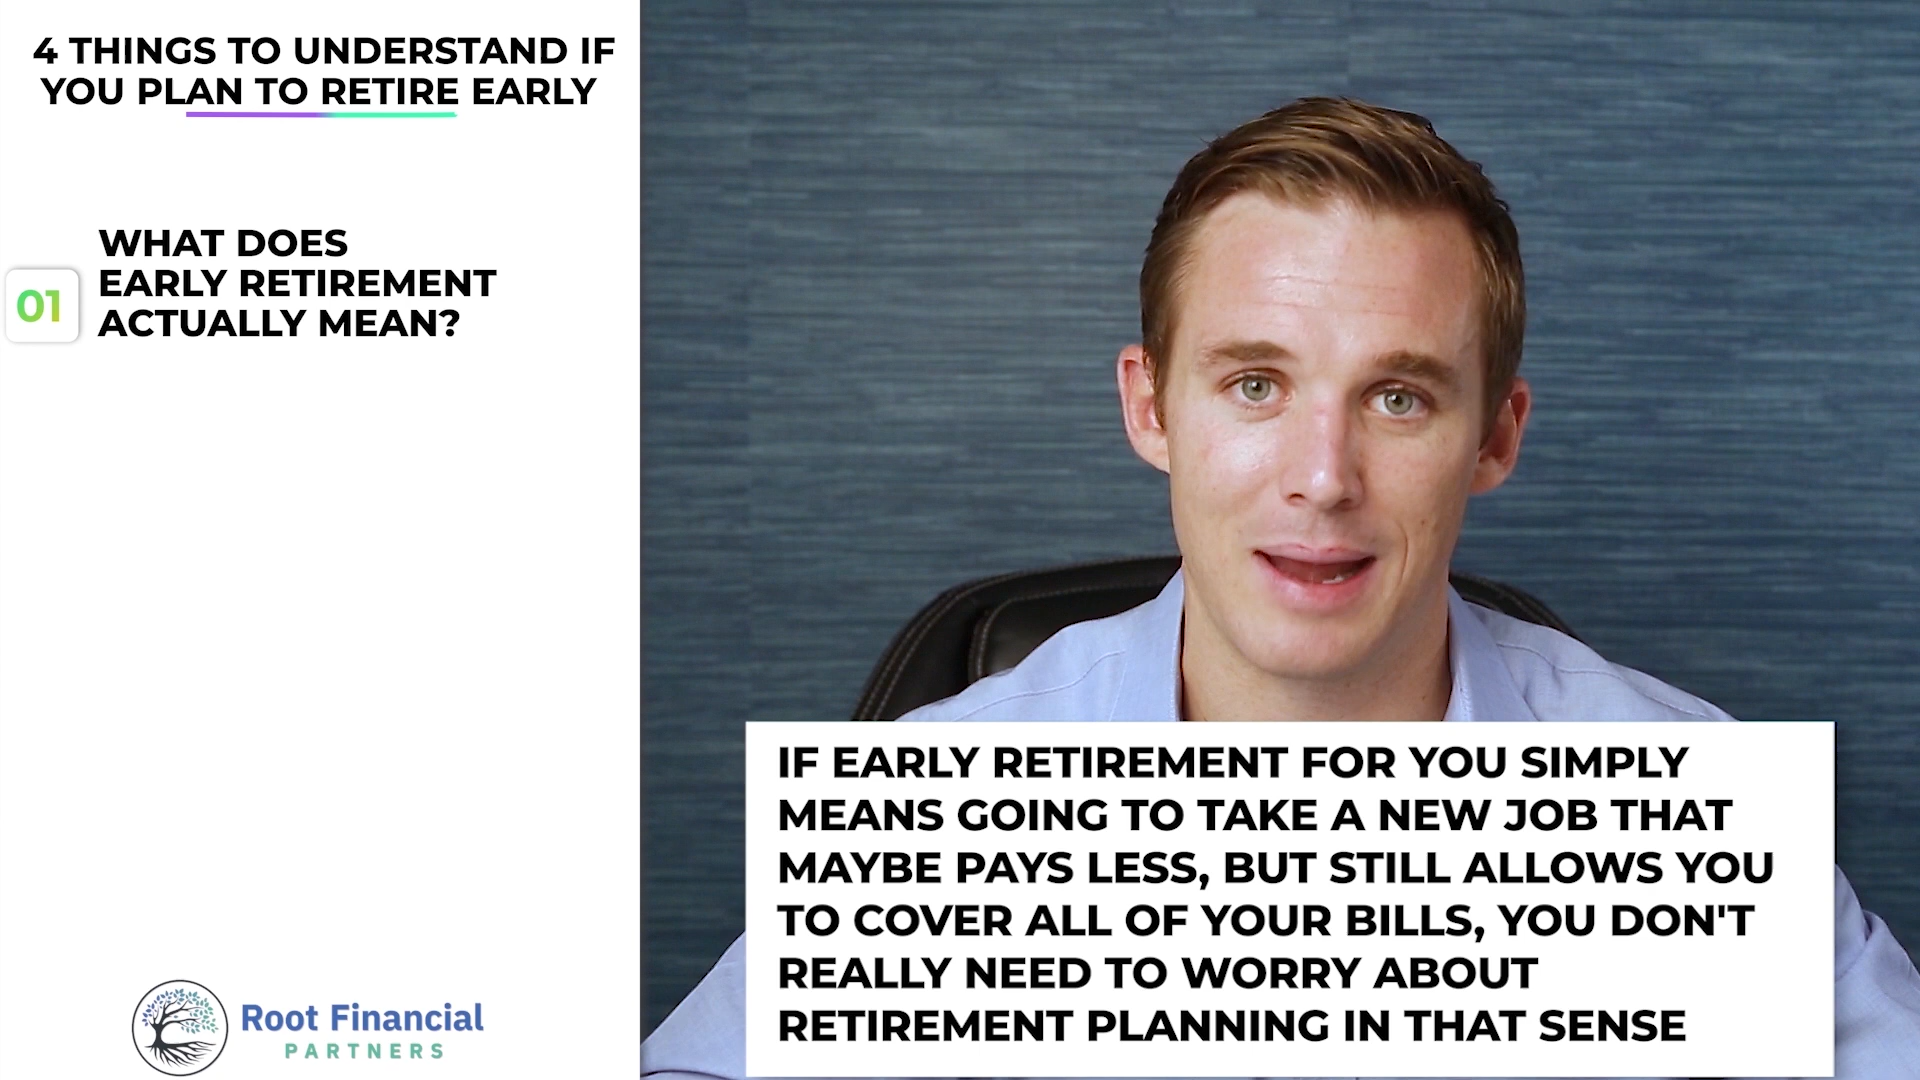 4 THINGS TO UNDERSTAND IF
YOU PLAN TO RETIRE EARLY
01
WHAT DOES
EARLY RETIREMENT
ACTUALLY MEAN?
IF EARLY RETIREMENT FOR YOU SIMPLY
MEANS GOING TO TAKE A NEW JOB THAT
MAYBE PAYS LESS, BUT STILL ALLOWS YOU
TO COVER ALL OF YOUR BILLS, YOU DON'T
REALLY NEED TO WORRY ABOUT
RETIREMENT PLANNING IN THAT SENSE
Root Financial
PARTNERS